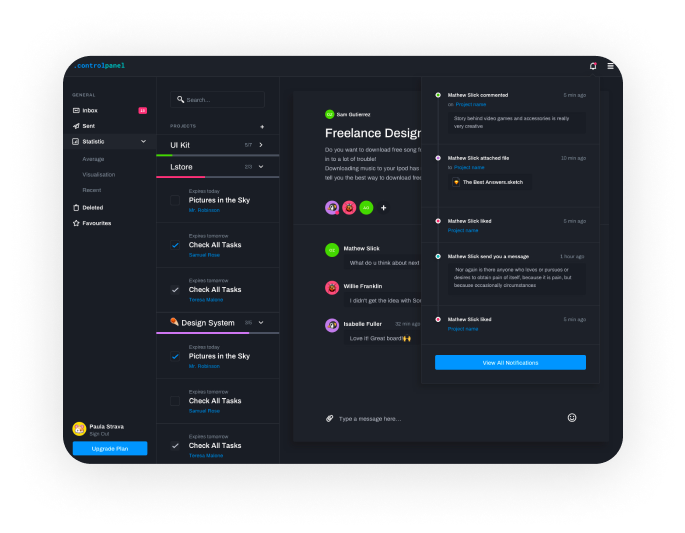 .controlpanel
GENERAL
Inbox
Sent
Statistic
Average
Visualisation
Recent
Deleted
Favourites
Paula Strava
Sign Out
Upgrade Plan
Search...
PROJECTS
+
UI Kit
5/7
Lstore
2/3
Expires today
Pictures in the Sky
Mr. Robinson
Expires tomorrow
Check All Tasks
Samuel Rose
Expires tomorrow
Check All Tasks
Teresa Malone
Design System
Expires tomorrow
Pictures in the Sky
Mr. Robinson
Expires tomorrow
Check All Tasks
Samuel Rose
Expires tomorrow
Check All Tasks
Teresa Malone
Sam Gutierrez
Freelance Design
Do you want to download free song f
in to a lot of trouble!
Downloading music to your Ipod has
tell you the best way to download free
+
Mathew Slick
What do u think about next
Willie Franklin
I didn't get the idea with
Isabelle Fuller
32 min ago
Love it! Great board!🙌
Type a message here...
Mathew Slick commented
5 min ago
on Project name
Story behind video games and accessories is really
very creative
Mathew Slick attached file
15 min ago
to Project name
The Best Answers.sketch
Mathew Slick liked
5 min ago
Project name
Mathew Slick send you a message
1 hour ago
Nor again is there anyone who loves or pursues or
desires to obtain pain of itself, because it is pain, but
because occasionally circumstances
Mathew Slick liked
5 min ago
Project name
View All Notifications